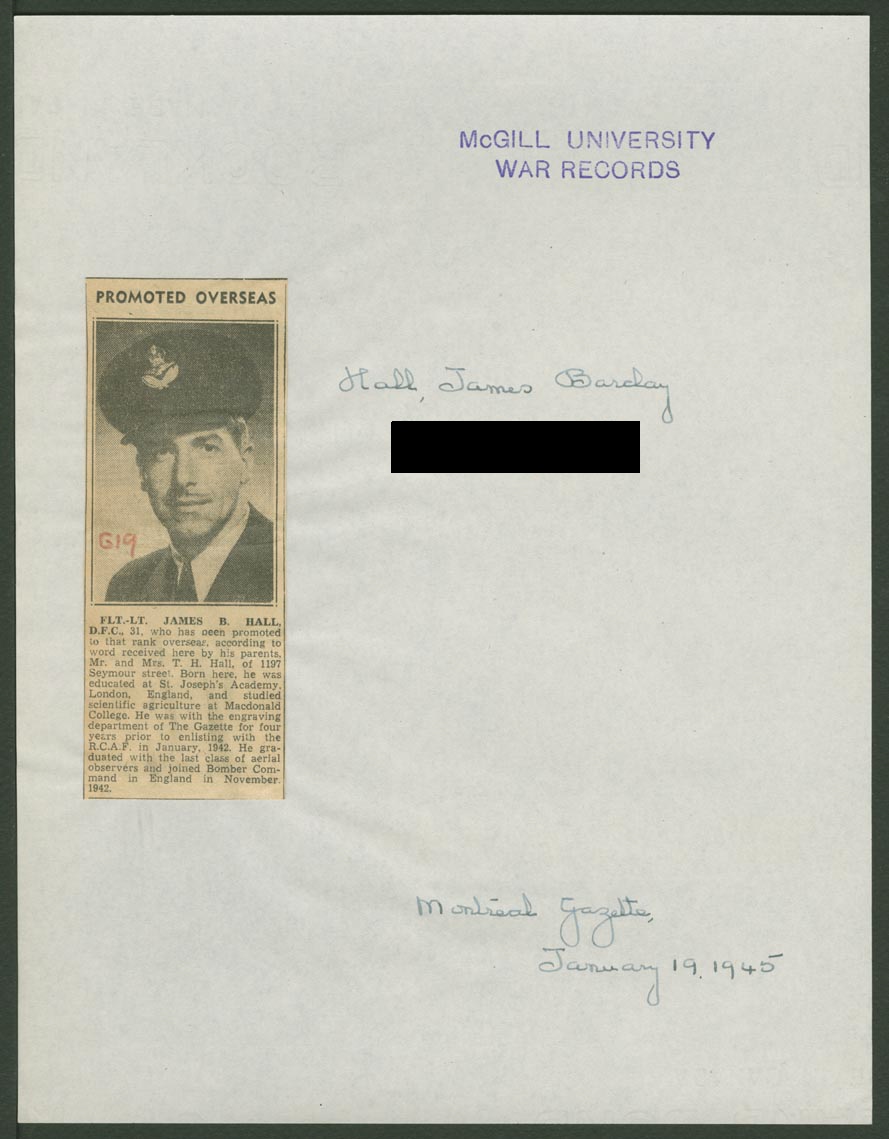 McGILL UNIVERSITY
WAR RECORDS
PROMOTED OVERSEAS
G19
FLT.-LT. JAMES B. HALL,
D.F.C., 31, who has been promoted
to that rank overseas, according to
word received here by his parents,
Mr. and Mrs. T. H. Hall, of 1197
Seymour street. Born here, he was
educated at St. Joseph's Academy,
London, England, and studied
scientific agriculture at Macdonald
College. He was with the engraving
department of The Gazette for four
years prior to enlisting with the
R.C.A.F. in January, 1942. He gra-
duated with the last class of aerial
observers and joined Bomber Com-
mand in England in November,
1942.
Hall, James Barclay
Montreal Gazette,
January 19, 1945